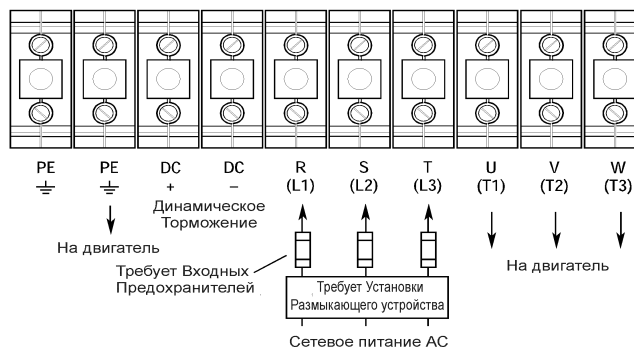 PE PE DC DC R S T U V W
+ – (L1) (L2) (L3) (T1) (T2) (T3)
Динамическое
Торможение
На двигатель
Требует Входных
Предохранителей
Требует Установки
Размыкающего устройства
На двигатель
Сетевое питание АС